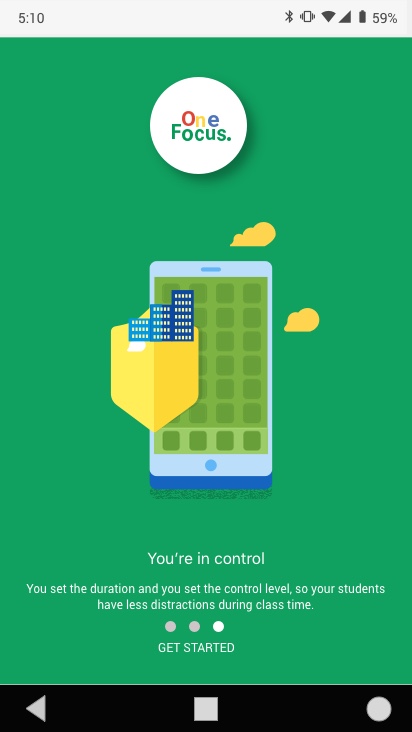 5:10
59%
One
Focus.
You're in control
You set the duration and you set the control level, so your students
have less distractions during class time.
GET STARTED